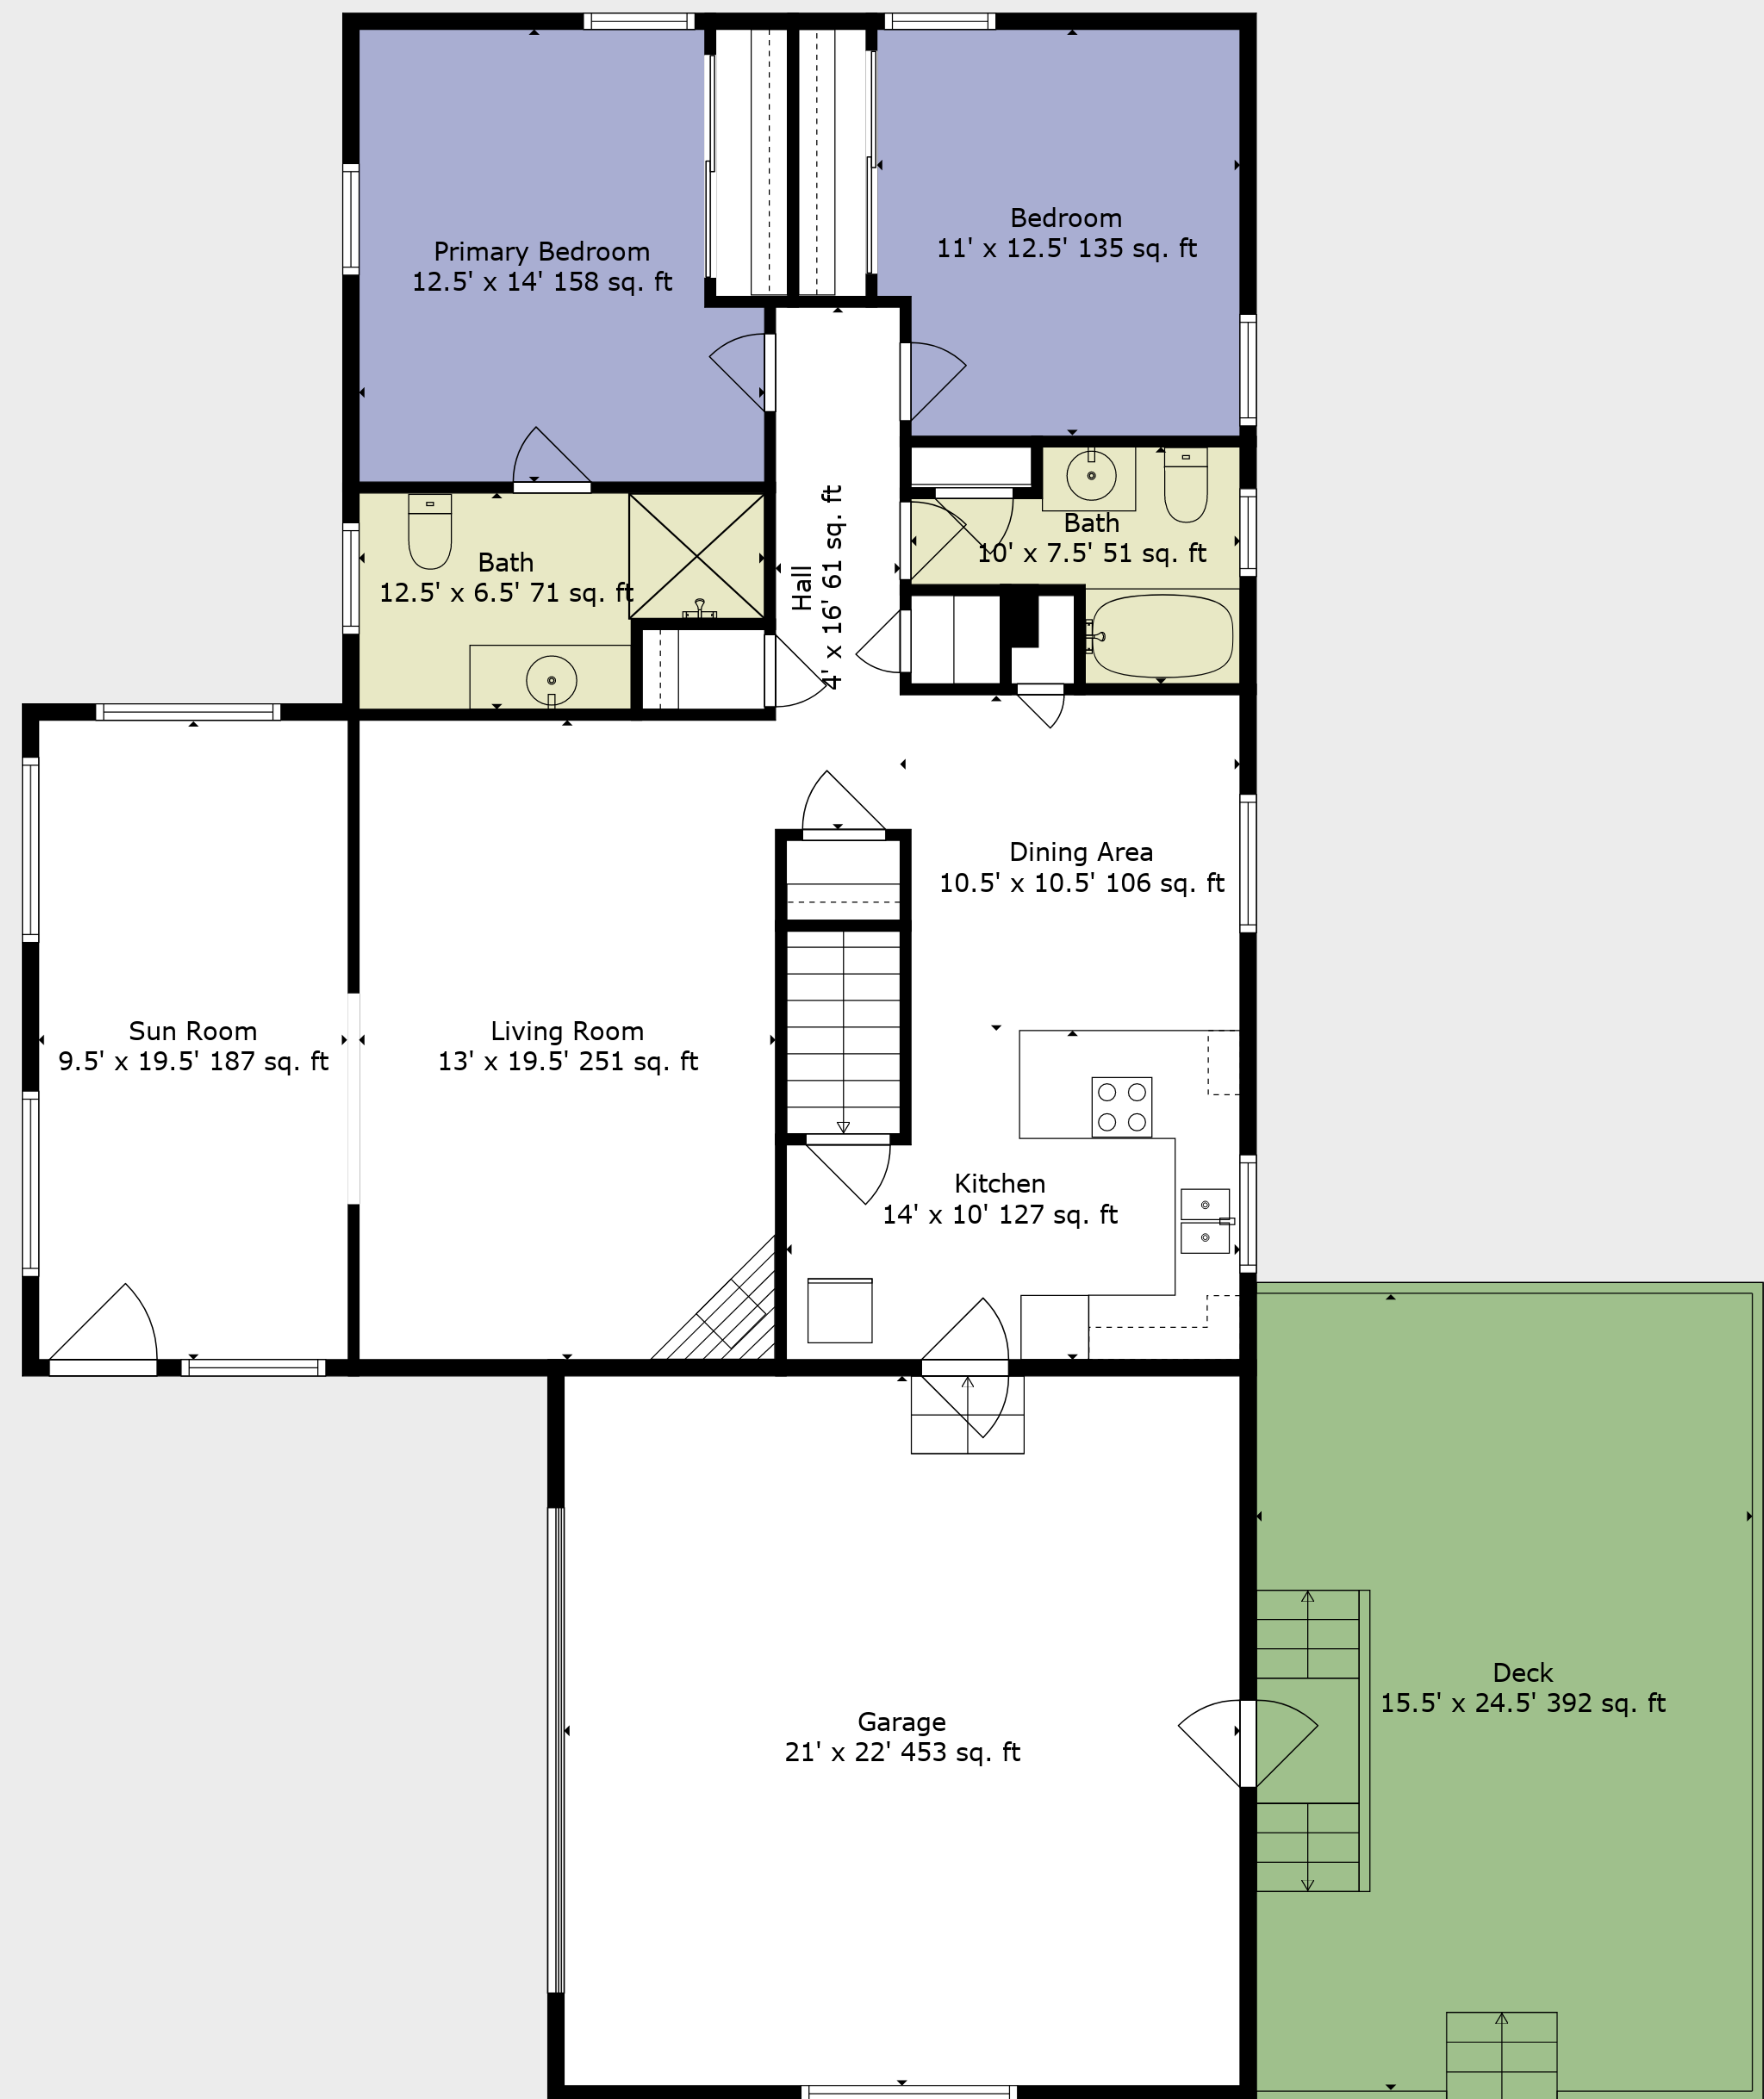 Primary Bedroom
12.5' x 14' 158 sq. ft
Bedroom
11' x 12.5' 135 sq. ft
Bath
12.5' x 6.5' 71 sq. ft
Hall
4' x 16' 61 sq. ft
Bath
10' x 7.5' 51 sq. ft
Dining Area
10.5' x 10.5' 106 sq. ft
Sun Room
9.5' x 19.5' 187 sq. ft
Living Room
13' x 19.5' 251 sq. ft
Kitchen
14' x 10' 127 sq. ft
Garage
21' x 22' 453 sq. ft
Deck
15.5' x 24.5' 392 sq. ft